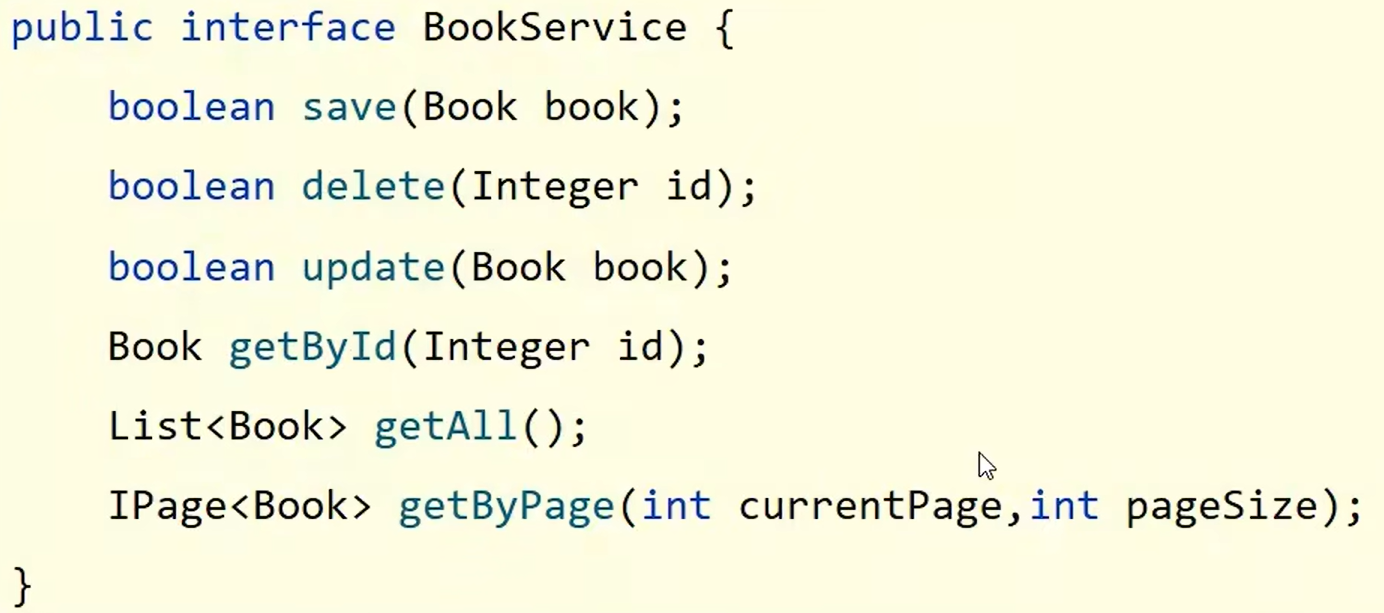 public interface BookService {
    boolean save(Book book);
    boolean delete(Integer id);
    boolean update(Book book);
    Book getById(Integer id);
    List<Book> getAll();
    IPage<Book> getByPage(int currentPage,int pageSize);
}